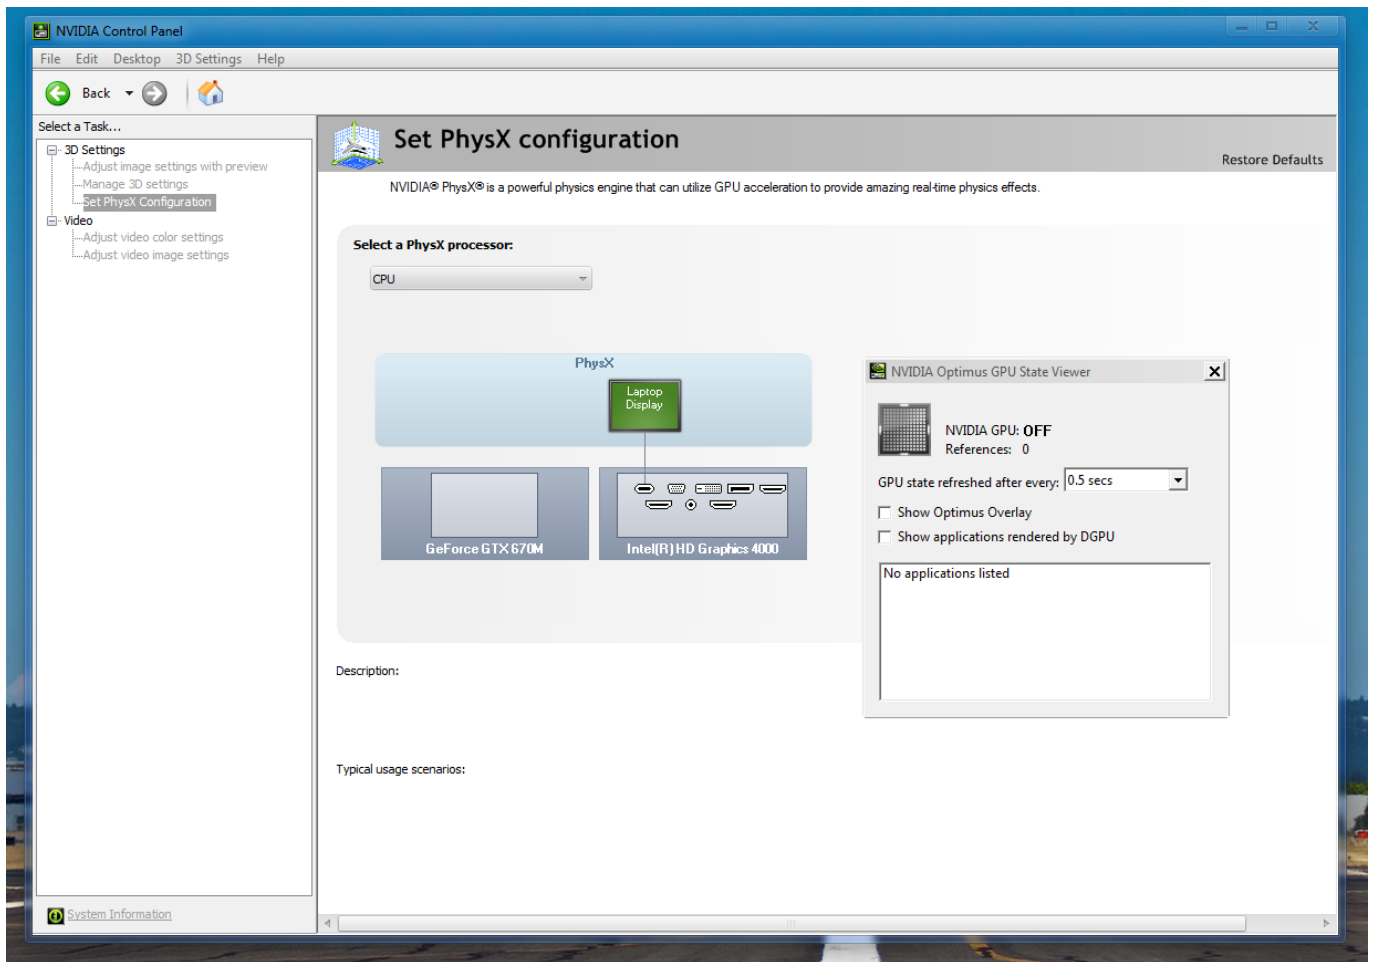 NVIDIA Control Panel
File Edit Desktop 3D Settings Help
Back
Select a Task...
3D Settings
Adjust image settings with preview
Manage 3D settings
Set PhysX Configuration
Video
Adjust video color settings
Adjust video image settings
System Information
Set PhysX configuration
Restore Defaults
NVIDIA® PhysX® is a powerful physics engine that can utilize GPU acceleration to provide amazing real-time physics effects.
Select a PhysX processor:
CPU
PhysX
Laptop
Display
GeForce GTX 670M
Intel(R) HD Graphics 4000
Description:
Typical usage scenarios:
NVIDIA Optimus GPU State Viewer
NVIDIA GPU: OFF
References: 0
GPU state refreshed after every: 0.5 secs
Show Optimus Overlay
Show applications rendered by DGPU
No applications listed